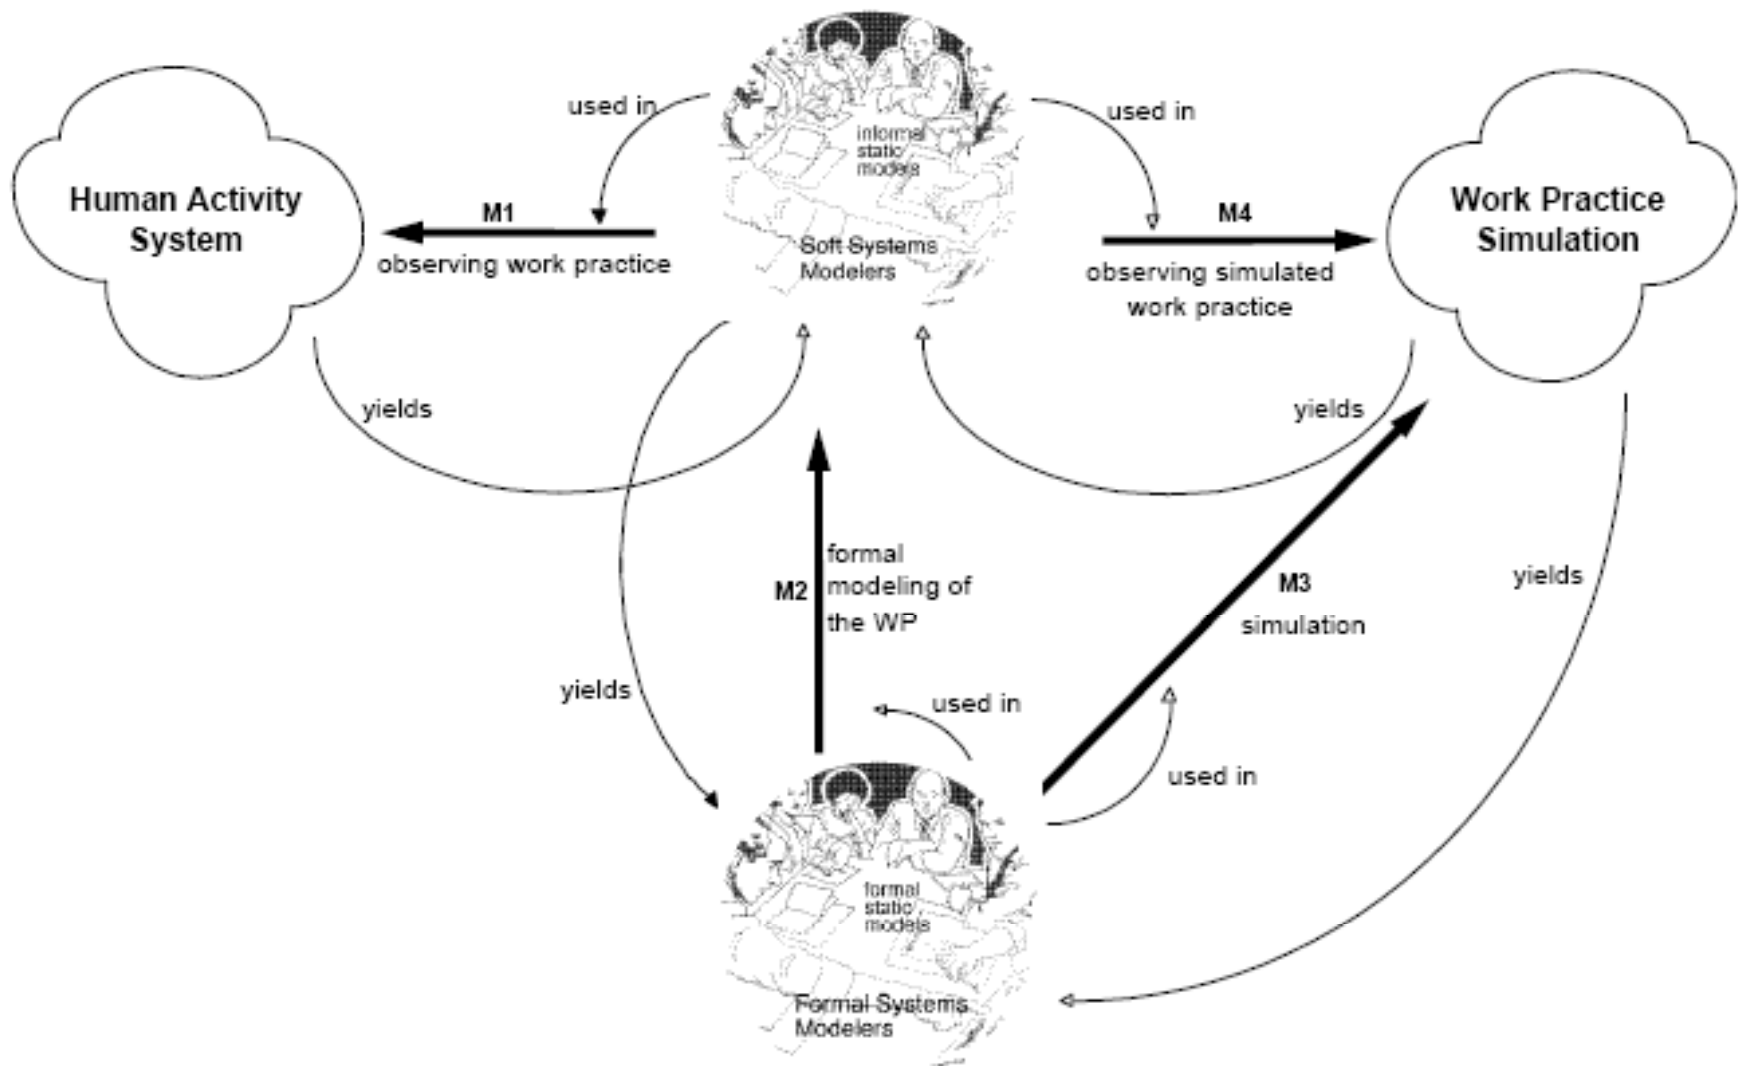 used in
used in
informal
static
models
Human Activity
System
M1
observing work practice
Soft Systems
Modelers
M4
observing simulated
work practice
Work Practice
Simulation
yields
yields
formal
M2
modeling of
the WP
M3
simulation
yields
yields
used in
used in
formal
static
models
Formal Systems
Modelers